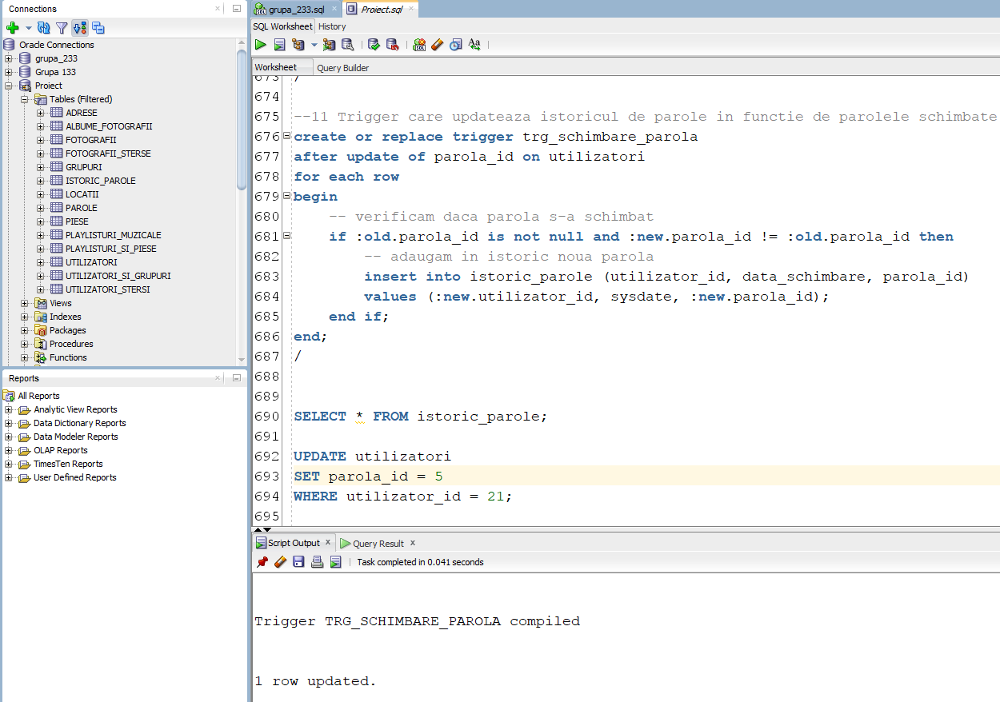 Connections
Oracle Connections
grupa_233
Grupa 133
Proiect
Tables (Filtered)
ADRESE
ALBUME_FOTOGRAFII
FOTOGRAFII
FOTOGRAFII_STERSE
GRUPURI
ISTORIC_PAROLE
LOCATII
PAROLE
PIESE
PLAYLISTURI_MUZICALE
PLAYLISTURI_SI_PIESE
UTILIZATORI
UTILIZATORI_SI_GRUPURI
UTILIZATORI_STERSI
Views
Indexes
Packages
Procedures
Functions
Reports
All Reports
Analytic View Reports
Data Dictionary Reports
Data Modeler Reports
OLAP Reports
TimesTen Reports
User Defined Reports
grupa_233.sql Proiect.sql
SQL Worksheet History
Worksheet Query Builder
673 /
674
675 --11 Trigger care updateaza istoricul de parole in functie de parolele schimbate
676 create or replace trigger trg_schimbare_parola
677 after update of parola_id on utilizatori
678 for each row
679 begin
680 -- verificam daca parola s-a schimbat
681 if :old.parola_id is not null and :new.parola_id != :old.parola_id then
682 -- adaugam in istoric noua parola
683 insert into istoric_parole (utilizator_id, data_schimbare, parola_id)
684 values (:new.utilizator_id, sysdate, :new.parola_id);
685 end if;
686 end;
687 /
688
689
690 SELECT * FROM istoric_parole;
691
692 UPDATE utilizatori
693 SET parola_id = 5
694 WHERE utilizator_id = 21;
695
Script Output Query Result
Task completed in 0.041 seconds
Trigger TRG_SCHIMBARE_PAROLA compiled
1 row updated.